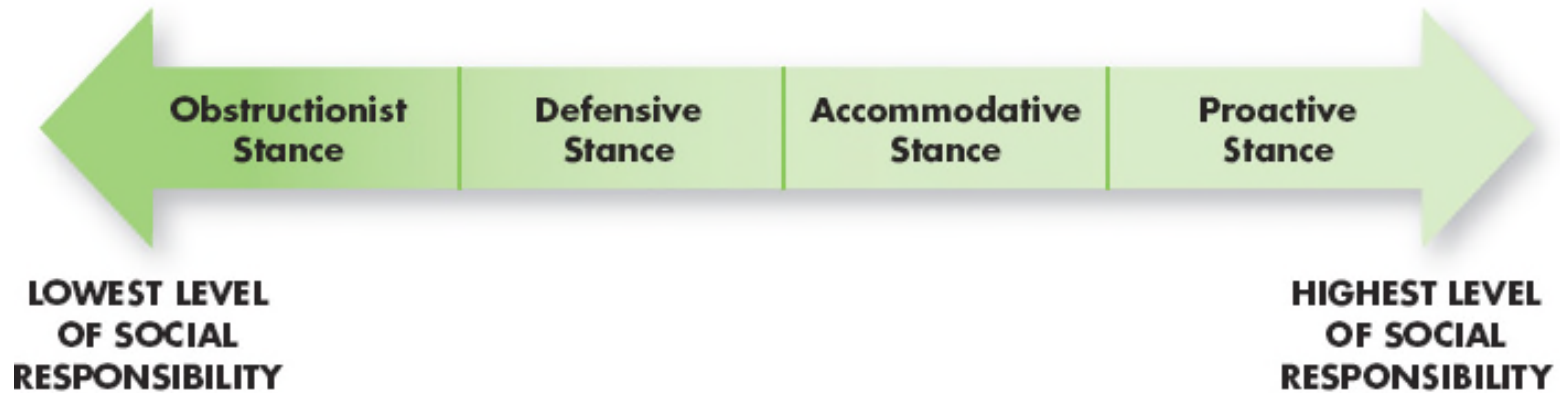 Obstructionist
Stance
Defensive
Stance
Accommodative
Stance
Proactive
Stance
LOWEST LEVEL
OF SOCIAL
RESPONSIBILITY
HIGHEST LEVEL
OF SOCIAL
RESPONSIBILITY